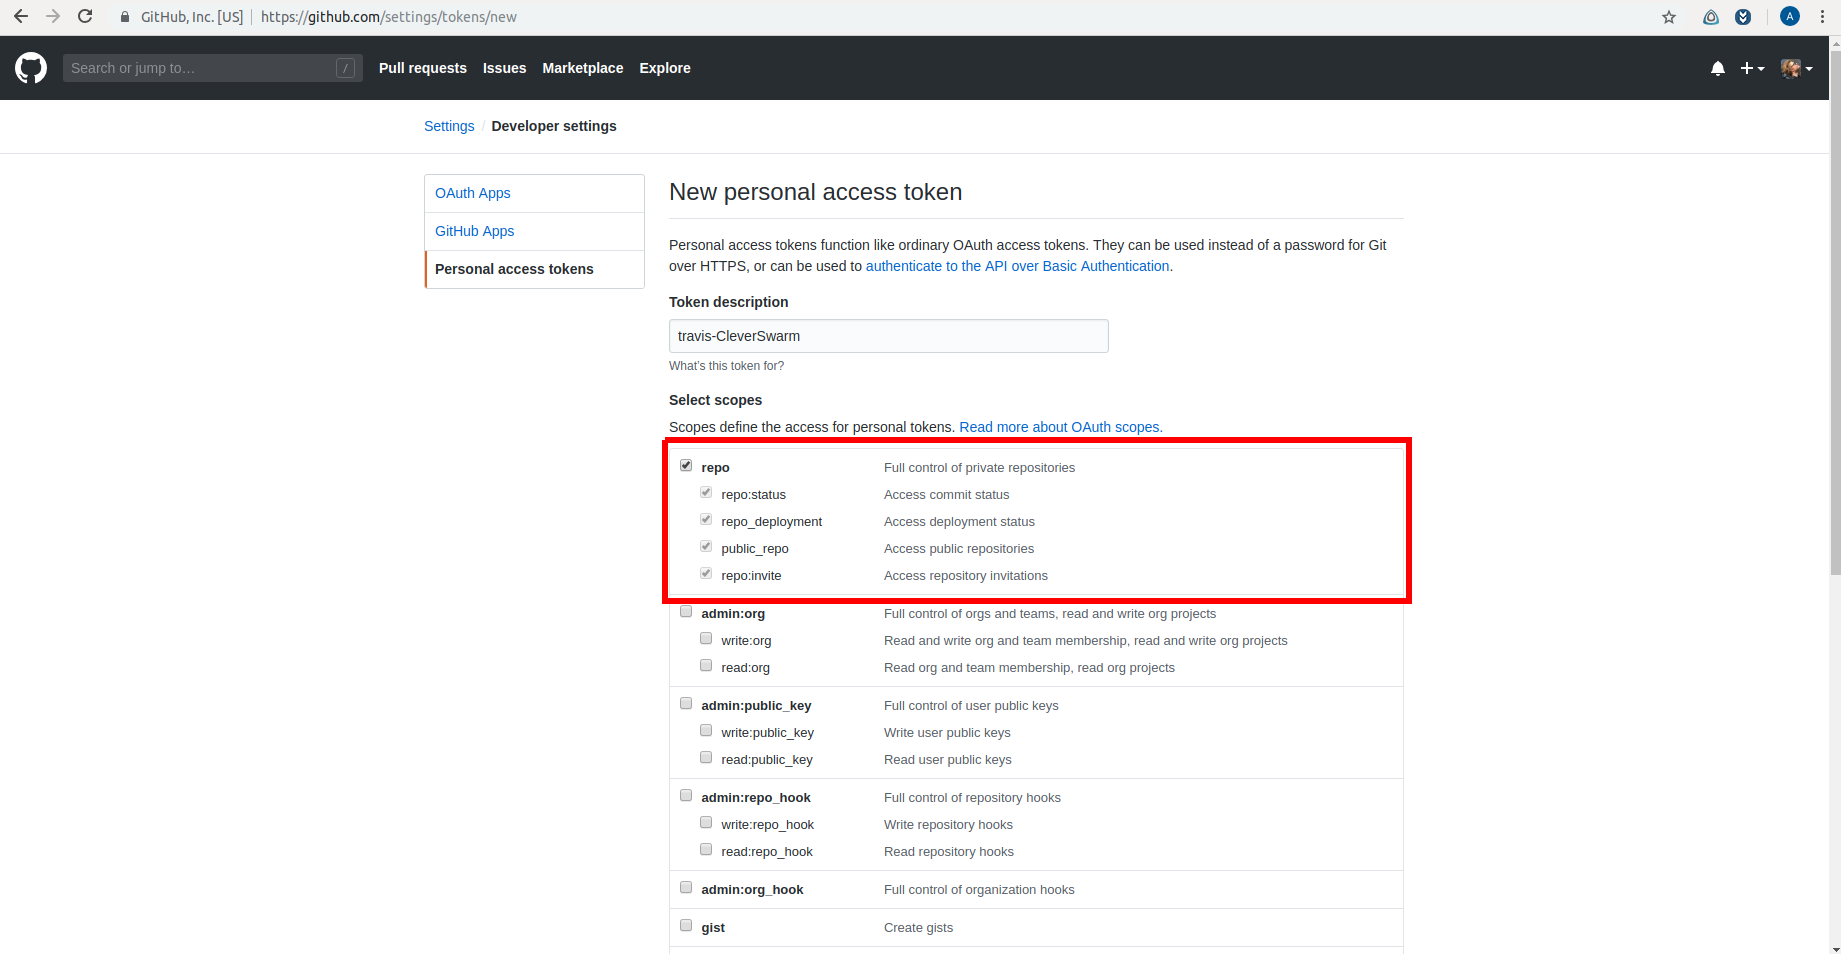 GitHub, Inc. [US] https://github.com/settings/tokens/new A
Search or jump to… / Pull requests Issues Marketplace Explore
Settings / Developer settings
OAuth Apps
GitHub Apps
Personal access tokens
New personal access token
Personal access tokens function like ordinary OAuth access tokens. They can be used instead of a password for Git
over HTTPS, or can be used to authenticate to the API over Basic Authentication.
Token description
travis-CleverSwarm
What's this token for?
Select scopes
Scopes define the access for personal tokens. Read more about OAuth scopes.
repo Full control of private repositories
repo:status Access commit status
repo_deployment Access deployment status
public_repo Access public repositories
repo:invite Access repository invitations
admin:org Full control of orgs and teams, read and write org projects
write:org Read and write org and team membership, read and write org projects
read:org Read org and team membership, read org projects
admin:public_key Full control of user public keys
write:public_key Write user public keys
read:public_key Read user public keys
admin:repo_hook Full control of repository hooks
write:repo_hook Write repository hooks
read:repo_hook Read repository hooks
admin:org_hook Full control of organization hooks
gist Create gists